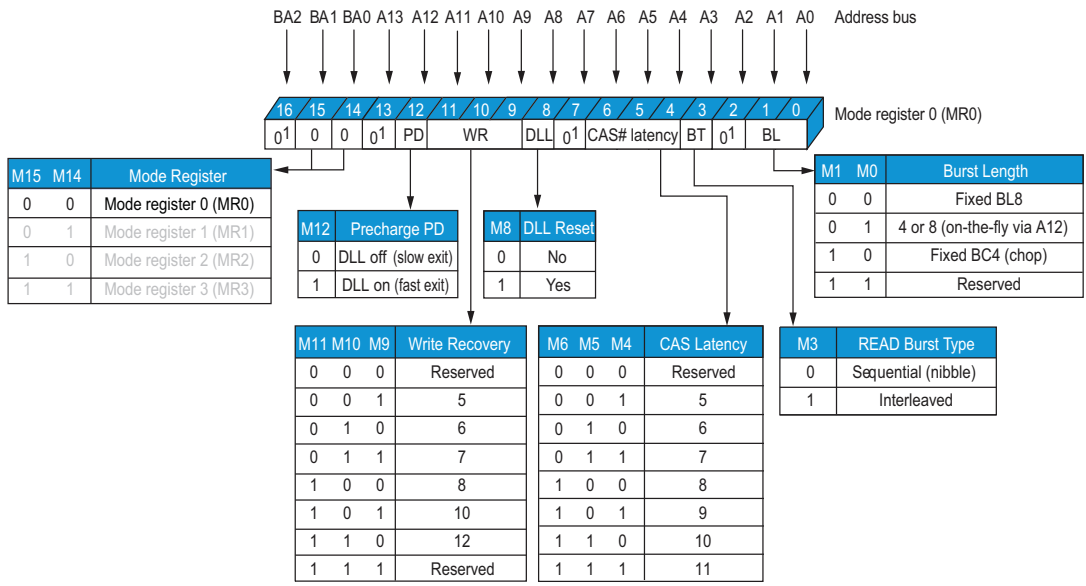 BA2 BA1 BA0 A13 A12 A11 A10 A9 A8 A7 A6 A5 A4 A3 A2 A1 A0 Address bus
16 15 14 13 12 11 10 9 8 7 6 5 4 3 2 1 0 Mode register 0 (MR0)
0¹ 0 0 0¹ PD WR DLL 0¹ CAS# latency BT 0¹ BL
M15 M14 Mode Register
0 0 Mode register 0 (MR0)
0 1 Mode register 1 (MR1)
1 0 Mode register 2 (MR2)
1 1 Mode register 3 (MR3)
M12 Precharge PD
0 DLL off (slow exit)
1 DLL on (fast exit)
M8 DLL Reset
0 No
1 Yes
M1 M0 Burst Length
0 0 Fixed BL8
0 1 4 or 8 (on-the-fly via A12)
1 0 Fixed BC4 (chop)
1 1 Reserved
M11 M10 M9 Write Recovery
0 0 0 Reserved
0 0 1 5
0 1 0 6
0 1 1 7
1 0 0 8
1 0 1 10
1 1 0 12
1 1 1 Reserved
M6 M5 M4 CAS Latency
0 0 0 Reserved
0 0 1 5
0 1 0 6
0 1 1 7
1 0 0 8
1 0 1 9
1 1 0 10
1 1 1 11
M3 READ Burst Type
0 Sequential (nibble)
1 Interleaved